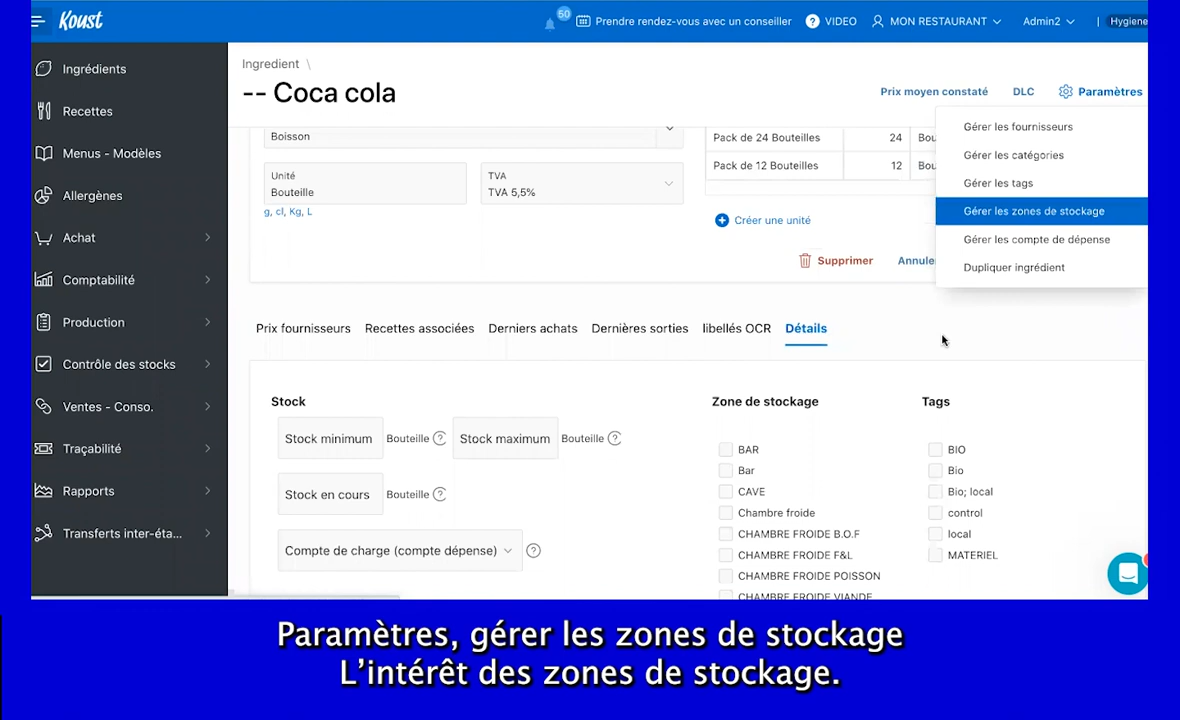 Koust
50
Prendre rendez-vous avec un conseiller
? VIDEO
MON RESTAURANT
Admin2
|
Hygiene
Ingrédients
Recettes
Menus - Modèles
Allergènes
Achat
Comptabilité
Production
Contrôle des stocks
Ventes - Conso.
Traçabilité
Rapports
Transferts inter-éta...
Ingredient \
-- Coca cola
Prix moyen constaté
DLC
Paramètres
Gérer les fournisseurs
Gérer les catégories
Gérer les tags
Gérer les zones de stockage
Gérer les compte de dépense
Dupliquer ingrédient
Boisson
Unité
Bouteille
g, cl, Kg, L
TVA
TVA 5,5%
Pack de 24 Bouteilles 24 Bou
Pack de 12 Bouteilles 12 Bou
Créer une unité
Supprimer
Annule
Prix fournisseurs
Recettes associées
Derniers achats
Dernières sorties
libellés OCR
Détails
Stock
Stock minimum Bouteille ?
Stock maximum Bouteille ?
Stock en cours Bouteille ?
Compte de charge (compte dépense) ?
Zone de stockage
BAR
Bar
CAVE
Chambre froide
CHAMBRE FROIDE B.O.F
CHAMBRE FROIDE F&L
CHAMBRE FROIDE POISSON
CHAMBRE FROIDE VIANDE
Tags
BIO
Bio
Bio; local
control
local
MATERIEL
Paramètres, gérer les zones de stockage
L'intérêt des zones de stockage.